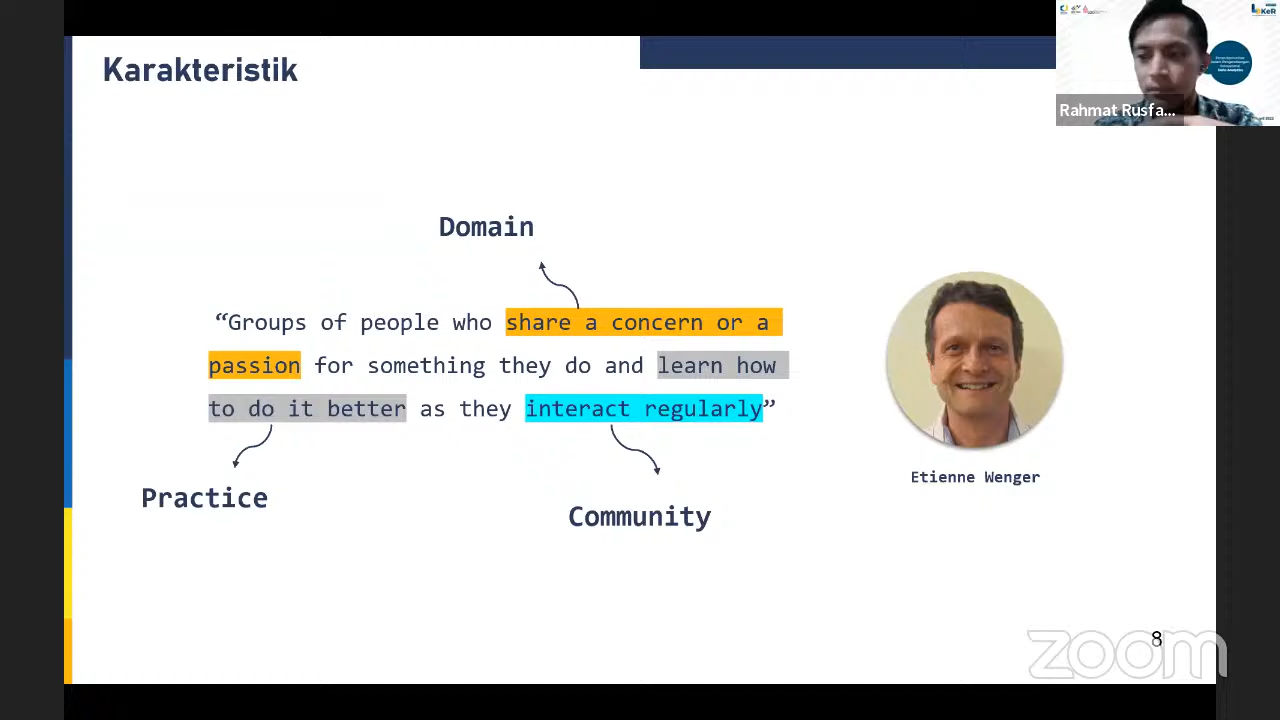 Karakteristik
Domain
“Groups of people who share a concern or a
passion for something they do and learn how
to do it better as they interact regularly”
Practice
Community
Etienne Wenger
8
zoom
Rahmat Rusfa...